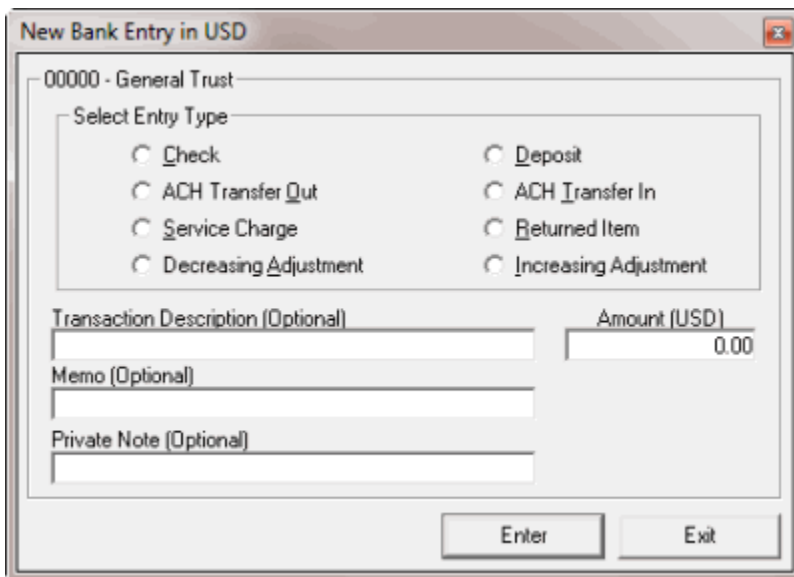 New Bank Entry in USD
00000 - General Trust
Select Entry Type
Check Deposit
ACH Transfer Out ACH Transfer In
Service Charge Returned Item
Decreasing Adjustment Increasing Adjustment
Transaction Description (Optional) Amount (USD)
0.00
Memo (Optional)
Private Note (Optional)
Enter Exit